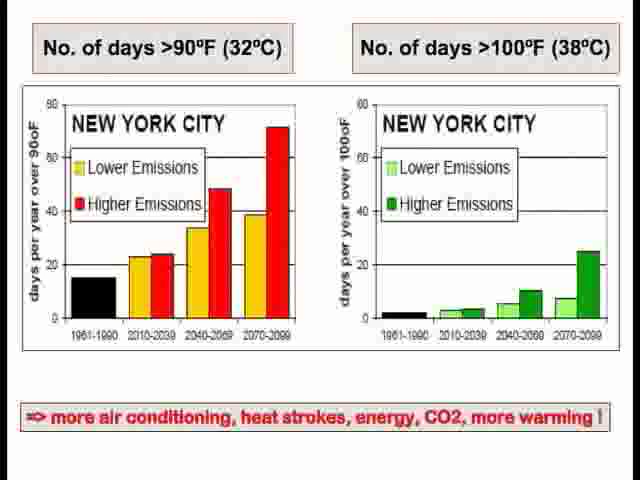 No. of days >90ºF (32ºC)
No. of days >100ºF (38ºC)
NEW YORK CITY
Lower Emissions
Higher Emissions
days per year over 90oF
80
60
40
20
0
1961-1990
2010-2039
2040-2069
2070-2099
NEW YORK CITY
Lower Emissions
Higher Emissions
days per year over 100oF
80
60
40
20
0
1961-1990
2010-2039
2040-2069
2070-2099
=> more air conditioning, heat strokes, energy, CO2, more warming !